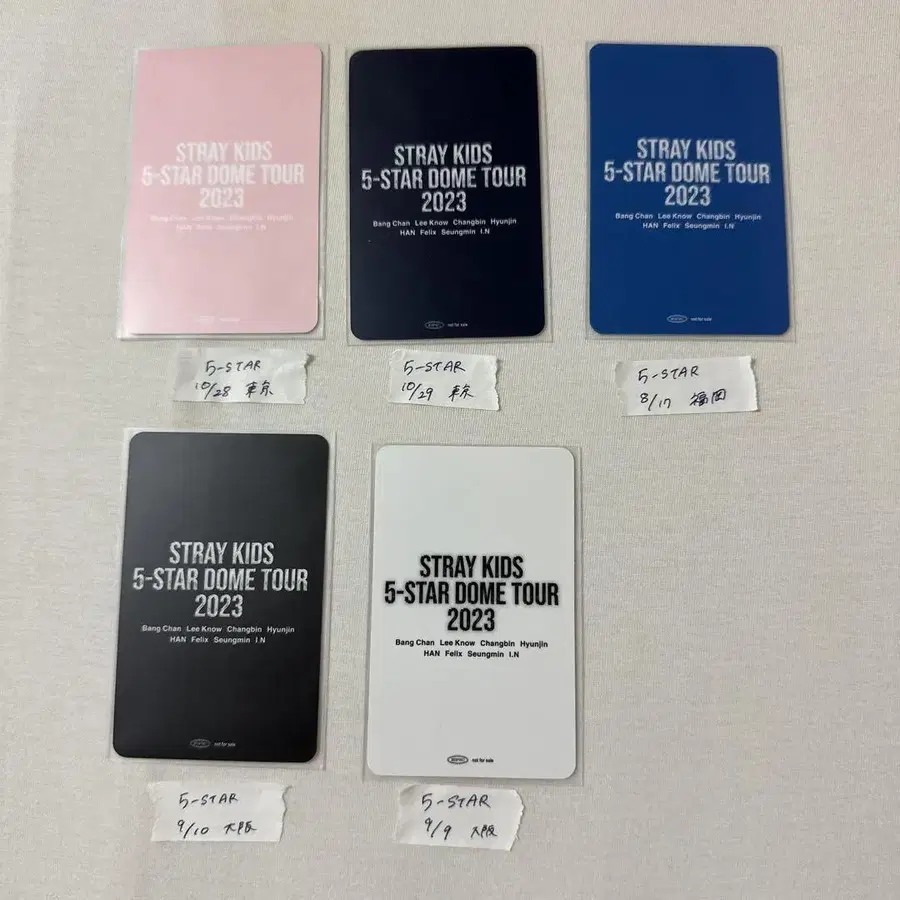 STRAY KIDS
5-STAR DOME TOUR
2023
Bang Chan Lee Know Changbin Hyunjin
HAN Felix Seungmin I.N
not for sale
5-STAR
10/28 東京
STRAY KIDS
5-STAR DOME TOUR
2023
Bang Chan Lee Know Changbin Hyunjin
HAN Felix Seungmin I.N
not for sale
5-STAR
10/29 東京
STRAY KIDS
5-STAR DOME TOUR
2023
Bang Chan Lee Know Changbin Hyunjin
HAN Felix Seungmin I.N
not for sale
5-STAR
8/17 福岡
STRAY KIDS
5-STAR DOME TOUR
2023
Bang Chan Lee Know Changbin Hyunjin
HAN Felix Seungmin I.N
not for sale
5-STAR
9/10 大阪
STRAY KIDS
5-STAR DOME TOUR
2023
Bang Chan Lee Know Changbin Hyunjin
HAN Felix Seungmin I.N
not for sale
5-STAR
9/9 大阪